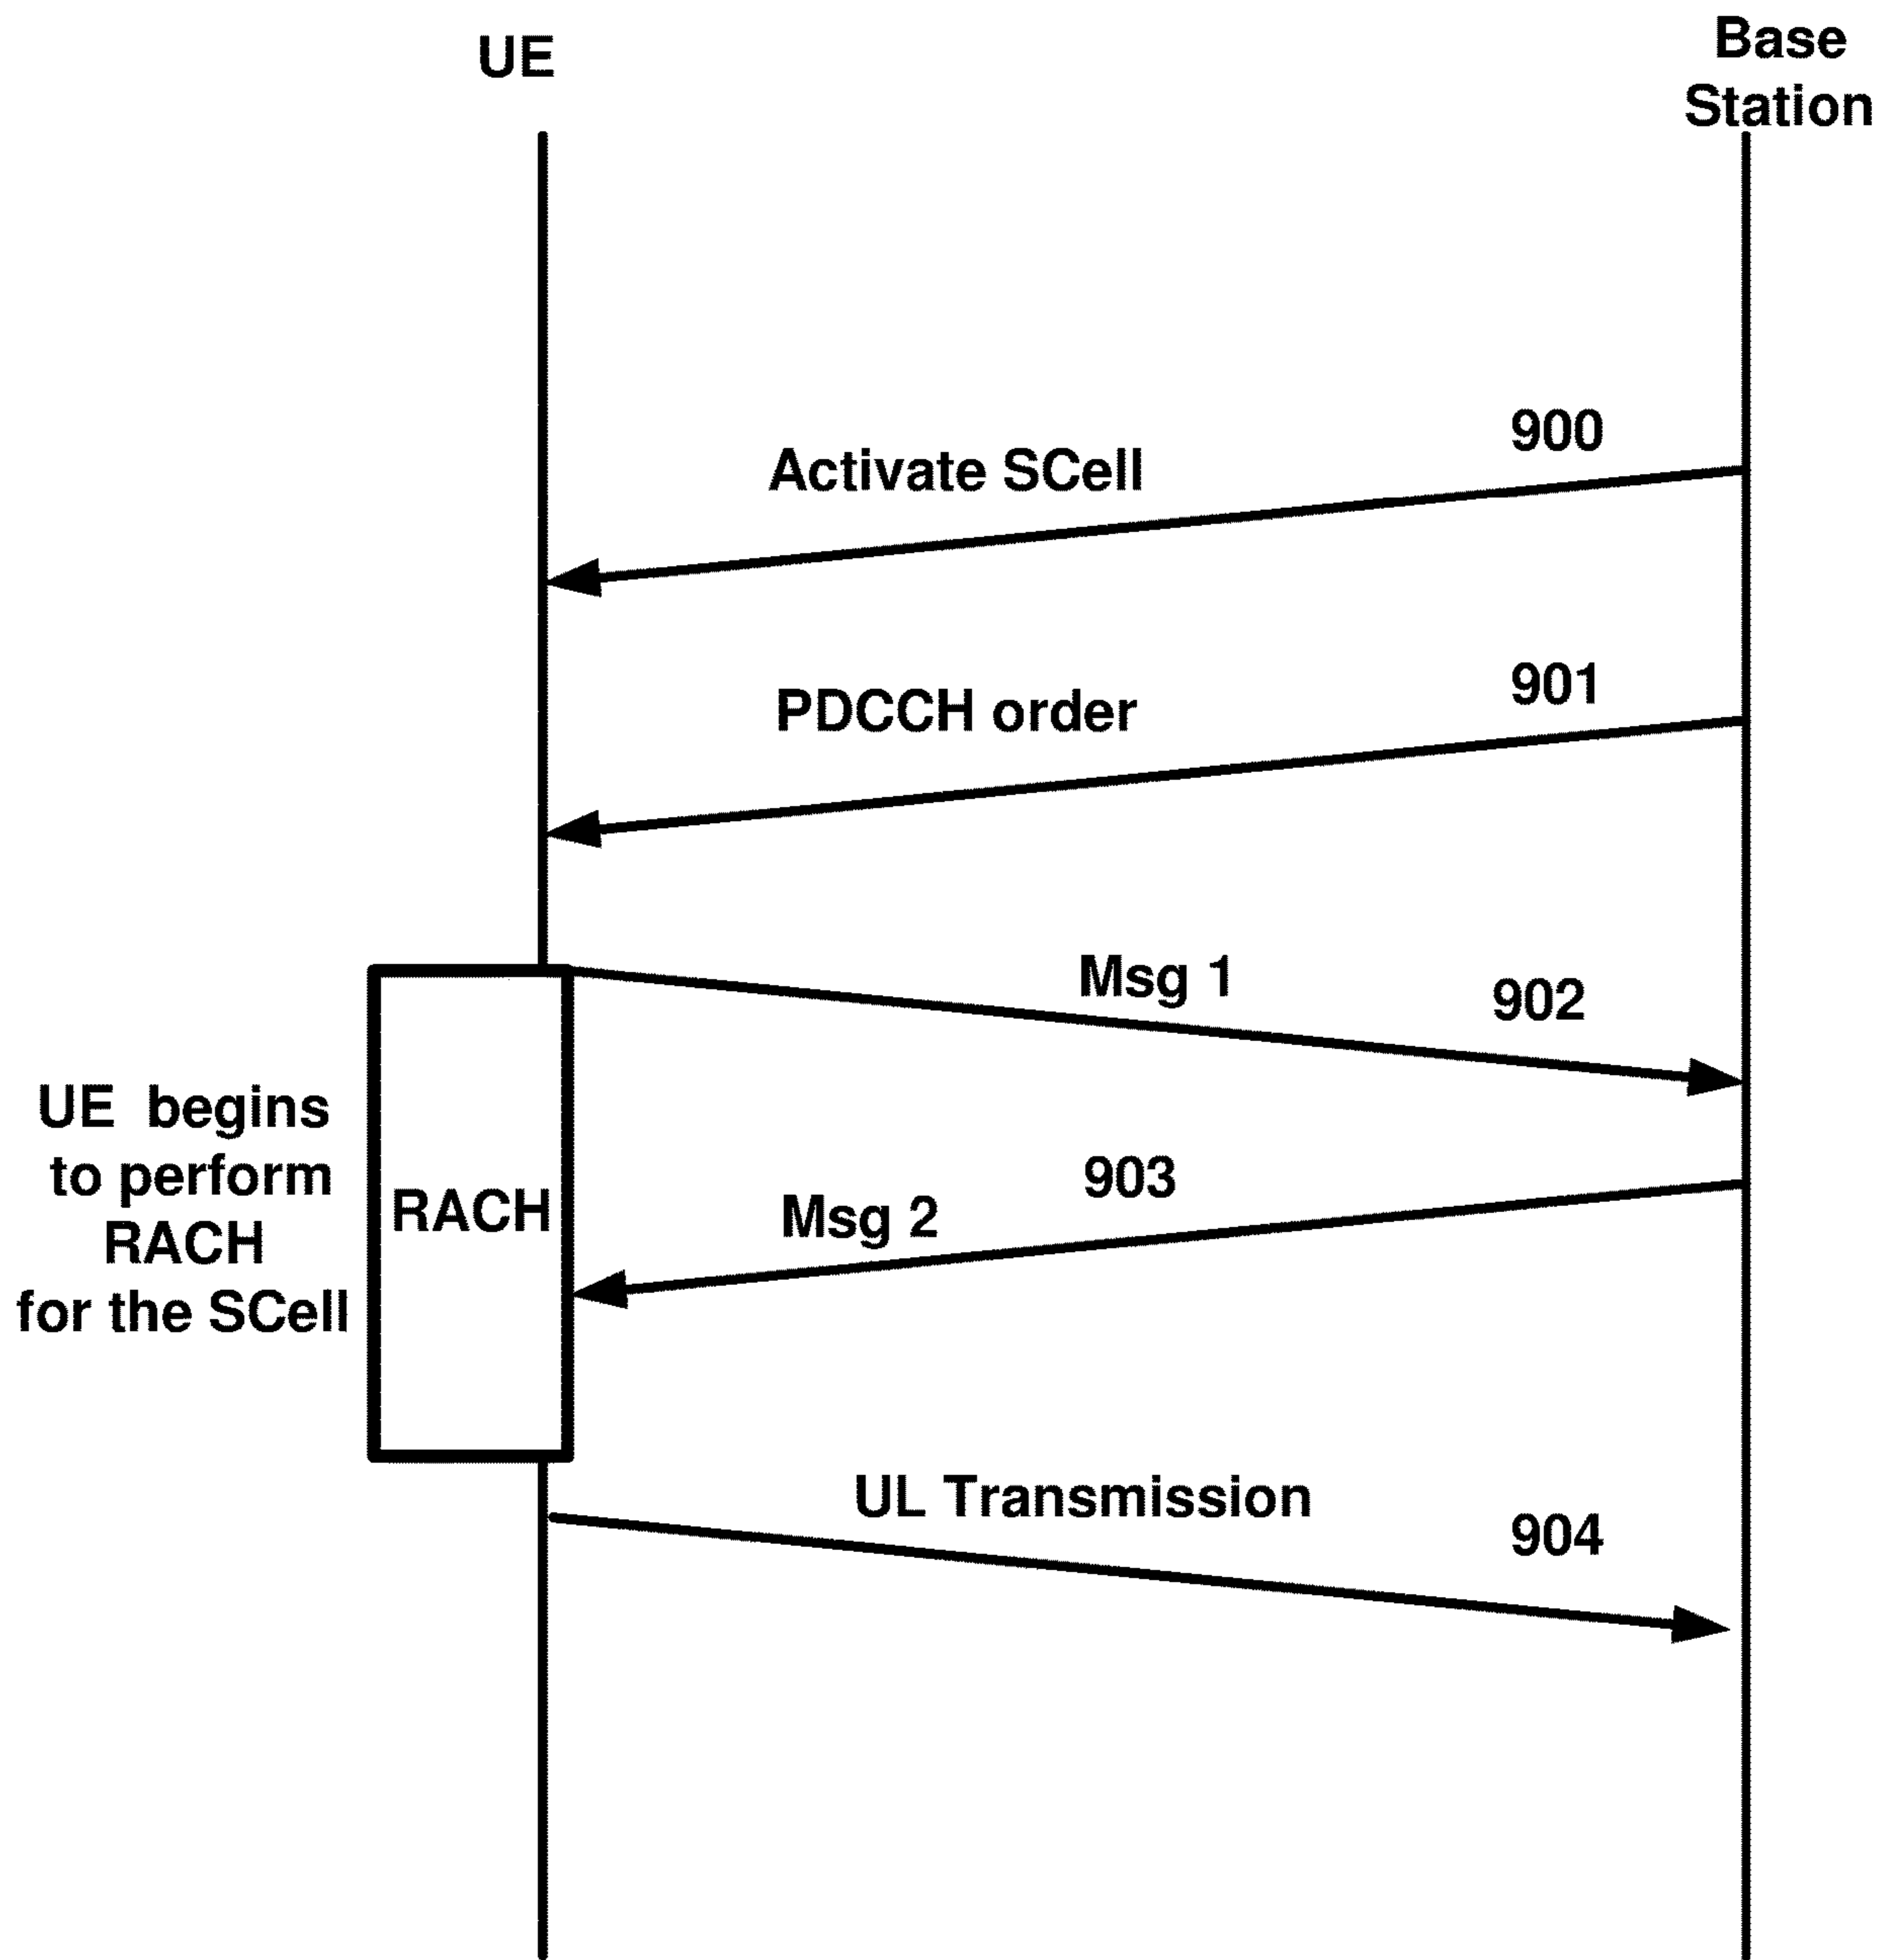 UE
Base
Station
900
Activate SCell
901
PDCCH order
Msg 1
902
UE begins
to perform
RACH
for the SCell
RACH
903
Msg 2
UL Transmission
904